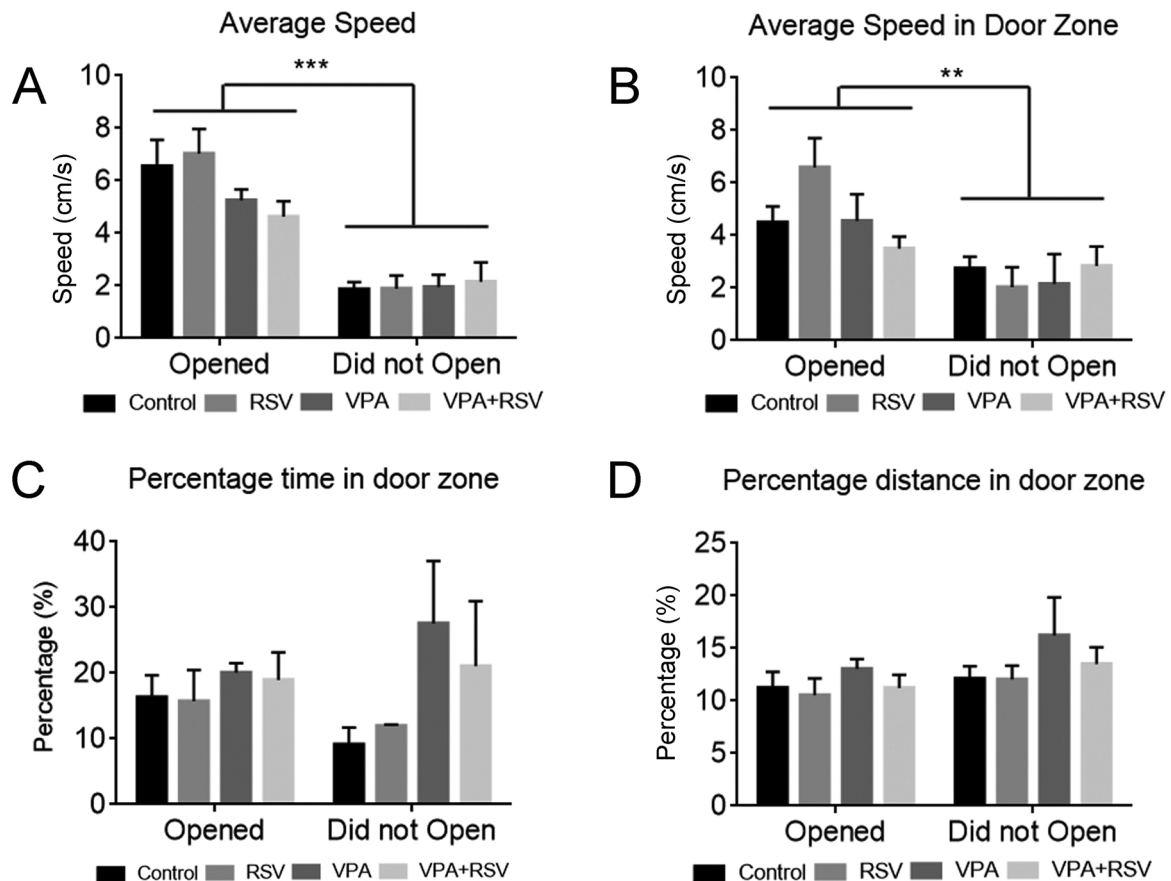 A
Average Speed
***
Speed (cm/s)
10
8
6
4
2
0
Opened Did not Open
Control RSV VPA VPA+RSV
B
Average Speed in Door Zone
**
Speed (cm/s)
10
8
6
4
2
0
Opened Did not Open
Control RSV VPA VPA+RSV
C
Percentage time in door zone
Percentage (%)
40
30
20
10
0
Opened Did not Open
Control RSV VPA VPA+RSV
D
Percentage distance in door zone
Percentage (%)
25
20
15
10
5
0
Opened Did not Open
Control RSV VPA VPA+RSV